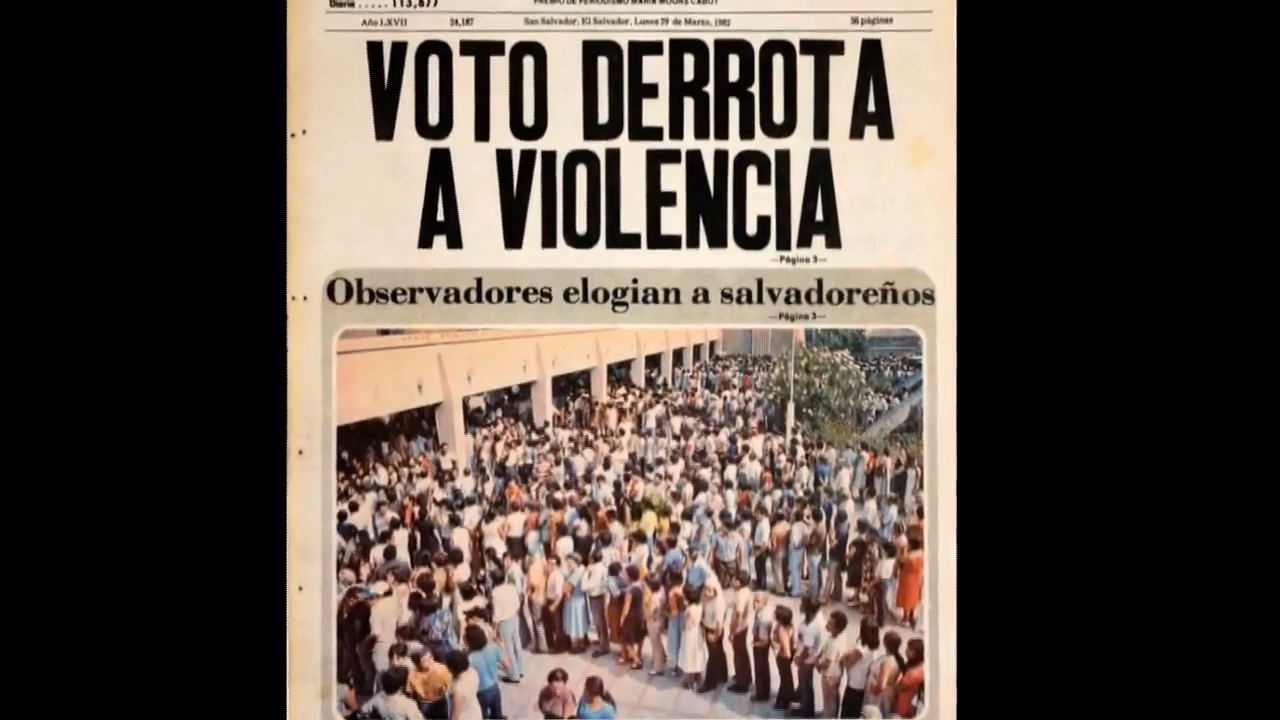 Diaria ..... 113,877
PREMIO DE PERIODISMO MARIA MOORS CABOT
Año LXVII 24,187 San Salvador, El Salvador, Lunes 29 de Marzo, 1982 56 páginas
VOTO DERROTA
A VIOLENCIA
—Página 3—
Observadores elogian a salvadoreños
—Página 3—